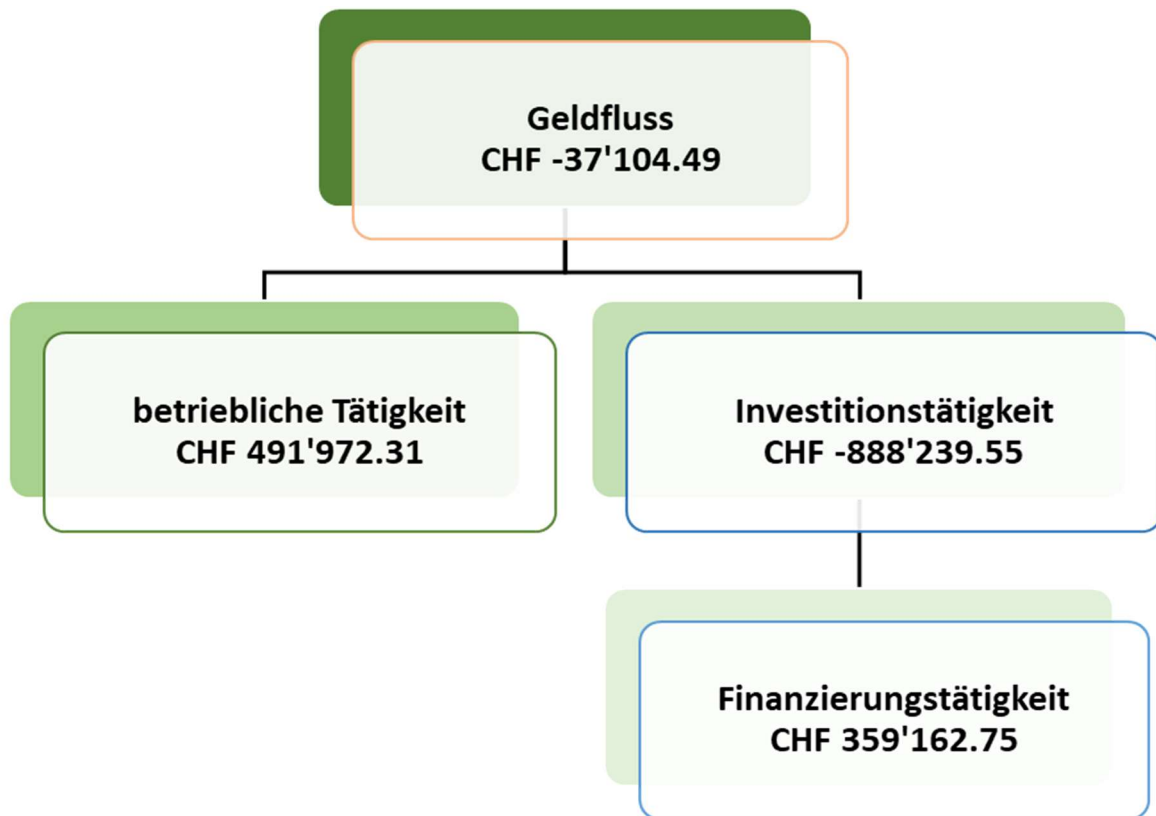 Geldfluss
CHF -37'104.49
betriebliche Tätigkeit
CHF 491'972.31
Investitionstätigkeit
CHF -888'239.55
Finanzierungstätigkeit
CHF 359'162.75